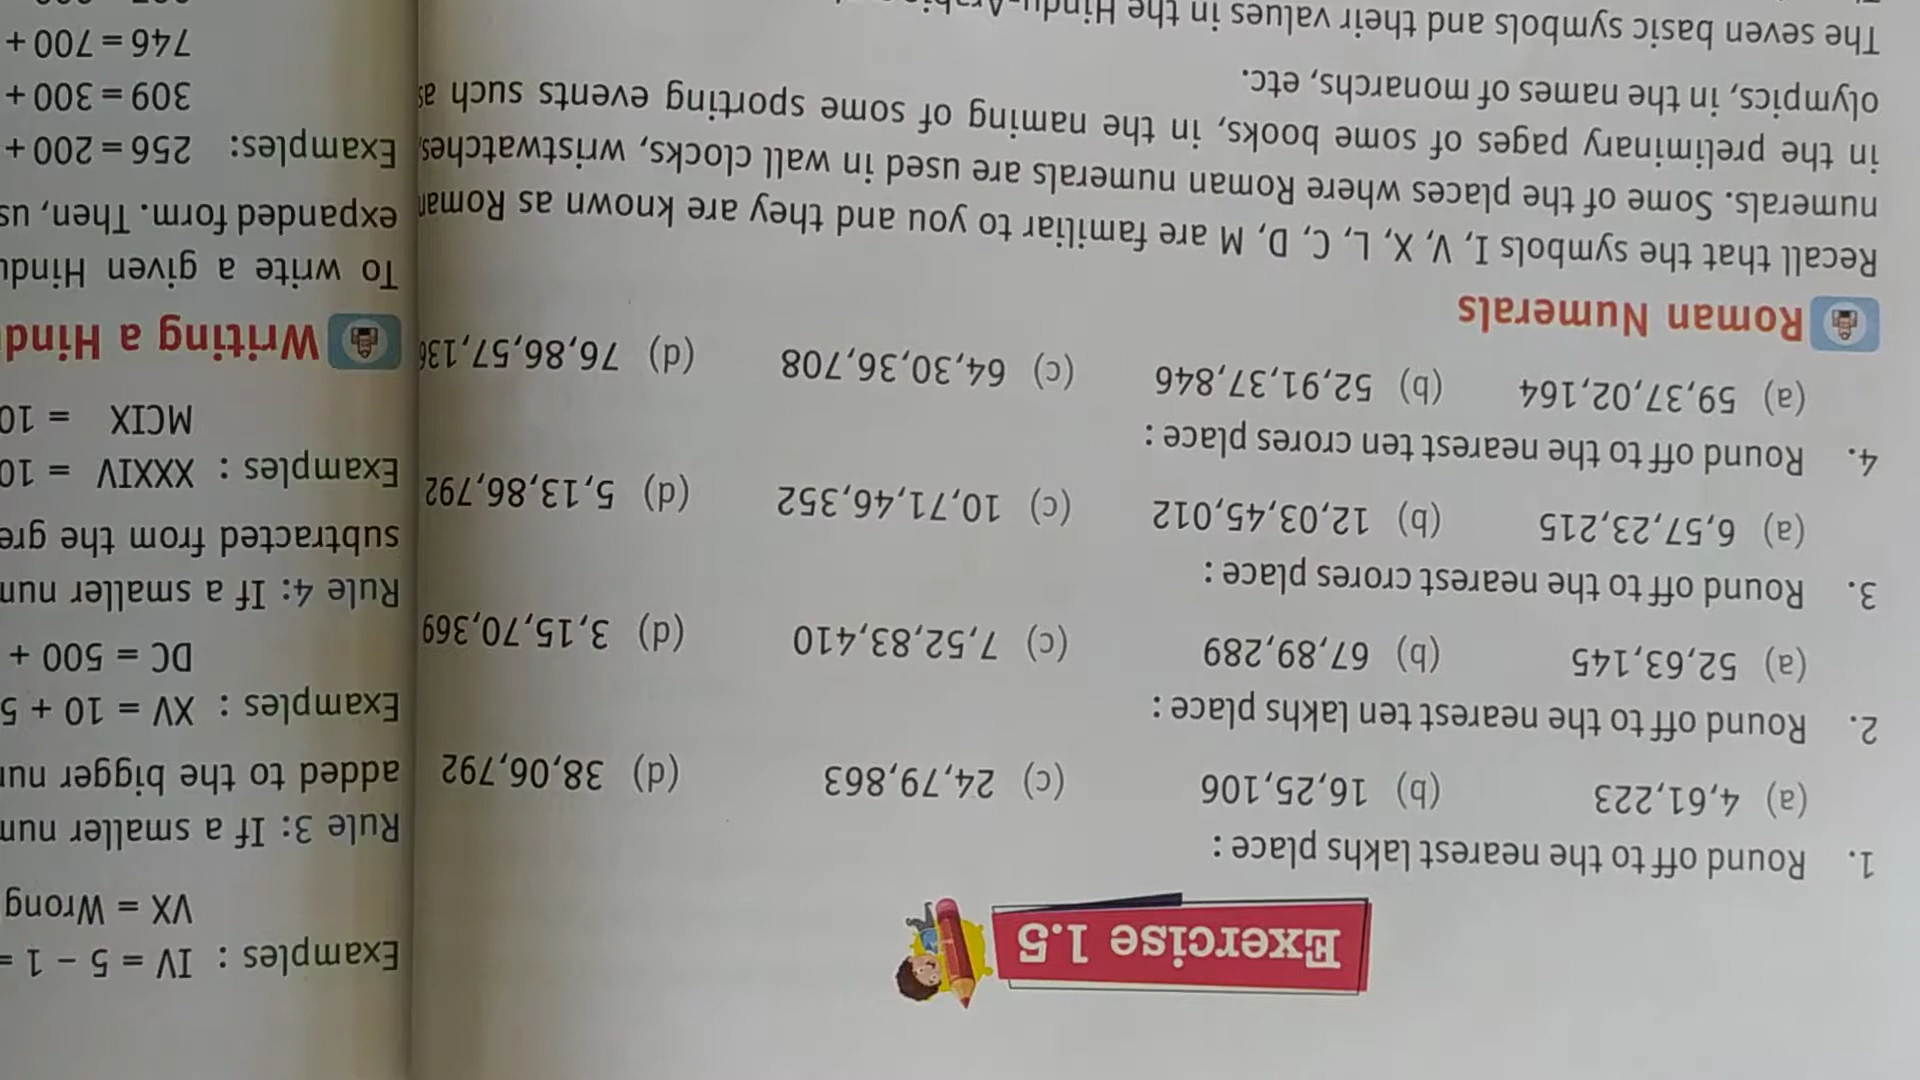 Exercise 1.5
1. Round off to the nearest lakhs place :
(a) 4,61,223 (b) 16,25,106 (c) 24,79,863 (d) 38,06,792
2. Round off to the nearest ten lakhs place :
(a) 52,63,145 (b) 67,89,289 (c) 7,52,83,410 (d) 3,15,70,369
3. Round off to the nearest crores place :
(a) 6,57,23,215 (b) 12,03,45,012 (c) 10,71,46,352 (d) 5,13,86,792
4. Round off to the nearest ten crores place :
(a) 59,37,02,164 (b) 52,91,37,846 (c) 64,30,36,708 (d) 76,86,57,136
Roman Numerals
Recall that the symbols I, V, X, L, C, D, M are familiar to you and they are known as Roman
numerals. Some of the places where Roman numerals are used in wall clocks, wristwatches,
in the preliminary pages of some books, in the naming of some sporting events such as
olympics, in the names of monarchs, etc.
The seven basic symbols and their values in the
Examples : IV = 5 − 1 =
VX = Wrong
Rule 3: If a smaller
added to the bigger
Examples : XV = 10 + 5
DC = 500 +
Rule 4: If a smaller
subtracted from the
Examples : XXXIV = 10
MCIX = 10
Writing a
To write a given
expanded form. Then,
Examples: 256 = 200 +
309 = 300 +
746 = 700 +